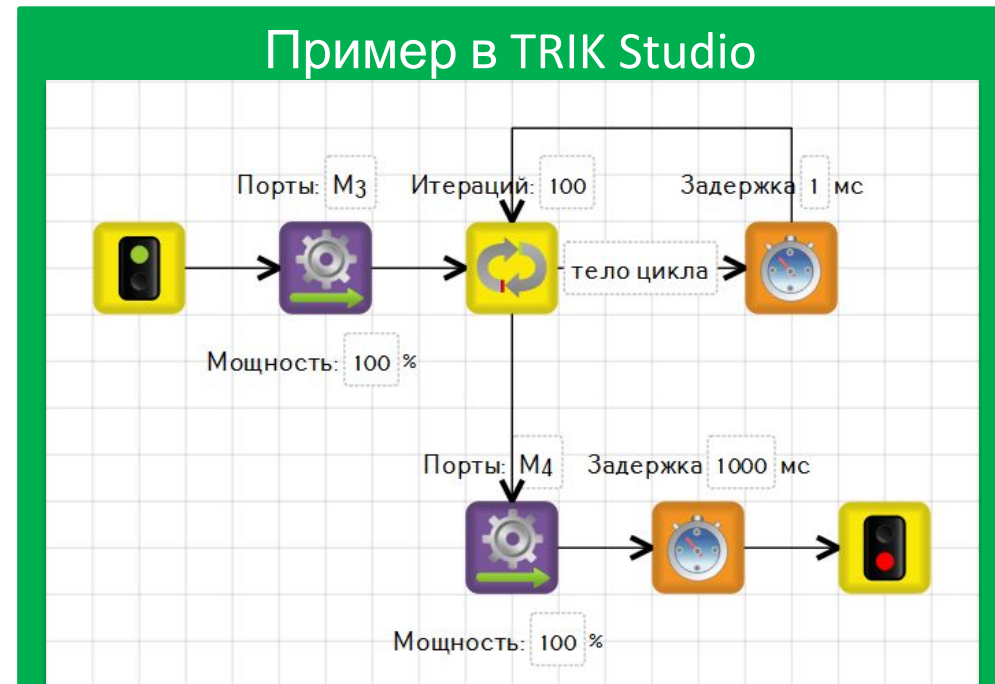 Пример в TRIK Studio
Порты: M3 Итераций: 100 Задержка 1 мс
тело цикла
Мощность: 100 %
Порты: M4 Задержка 1000 мс
Мощность: 100 %